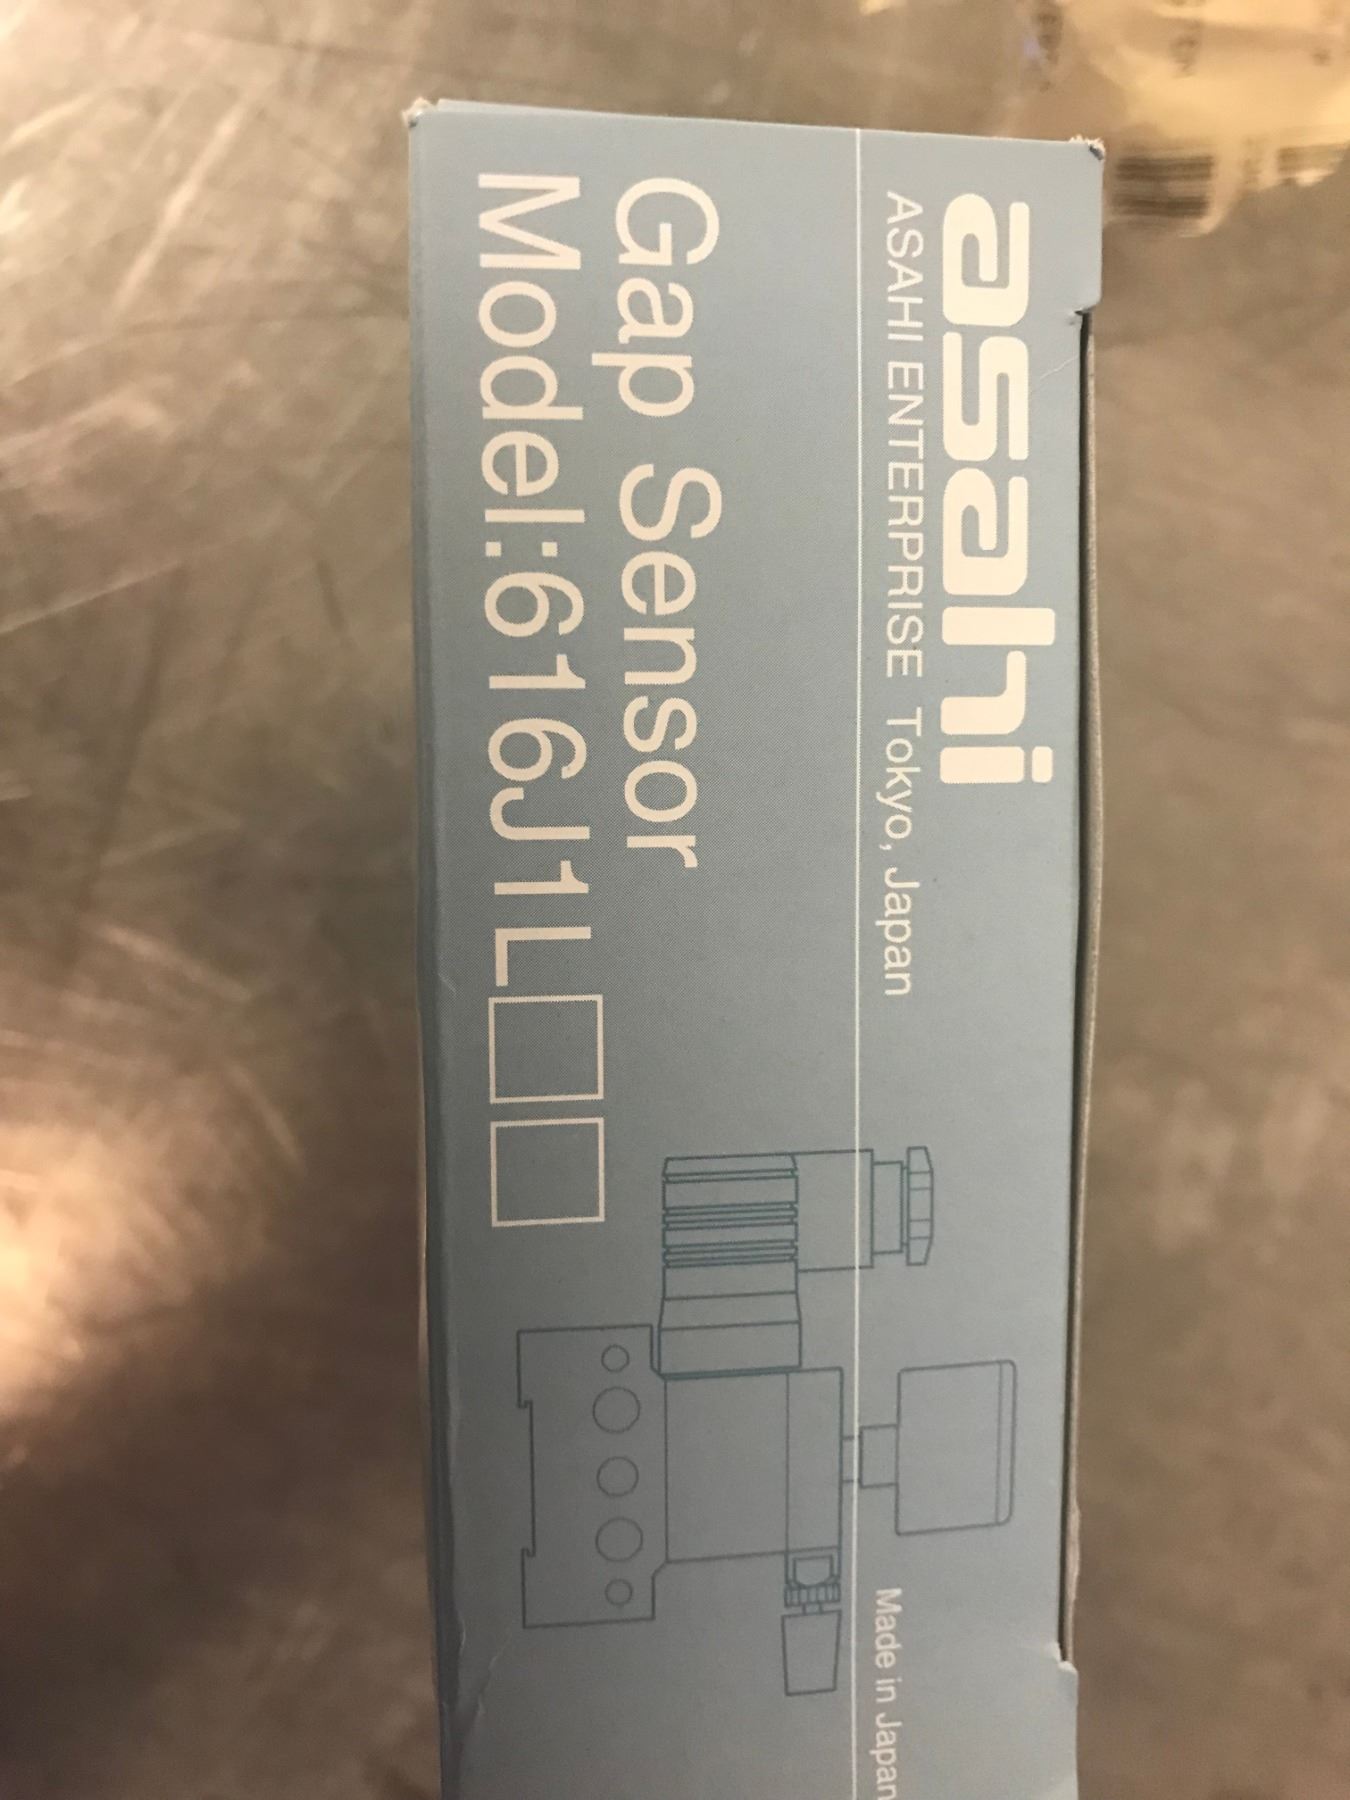 asahi
ASAHI ENTERPRISE Tokyo, Japan
Made in Japan
Gap Sensor
Model:616J1L□□